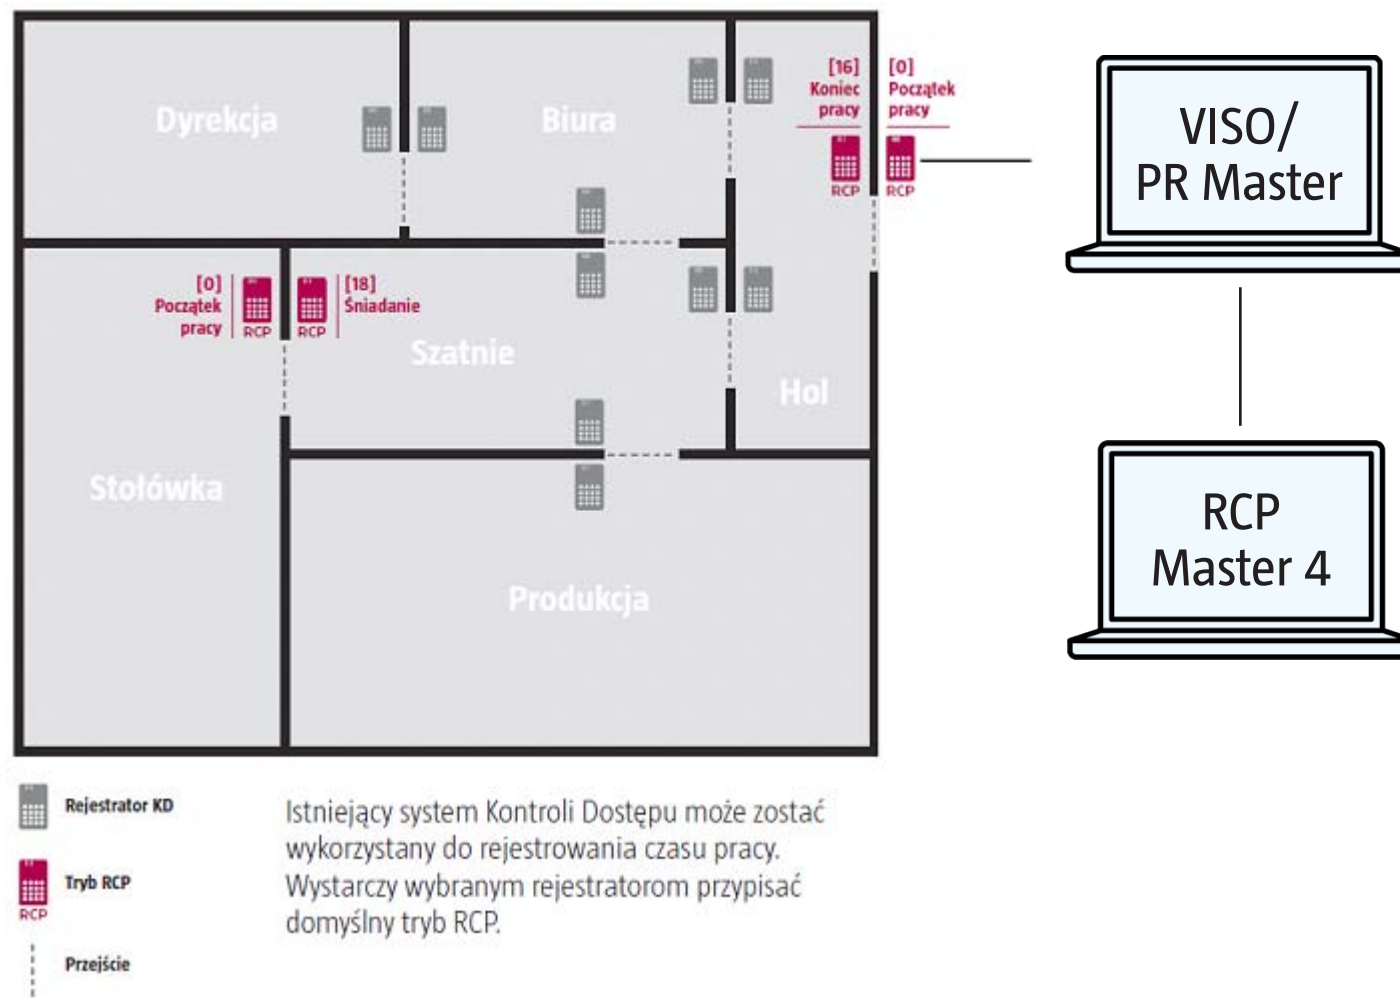 Dyrekcja
Biura
[16]
Koniec
pracy
RCP
[0]
Początek
pracy
RCP
VISO/
PR Master
[0]
Początek
pracy
RCP
[18]
Śniadanie
RCP
Szatnie
Hol
Stołówka
Produkcja
RCP
Master 4
Rejestrator KD
Tryb RCP
RCP
Przejście
Istniejący system Kontroli Dostępu może zostać
wykorzystany do rejestrowania czasu pracy.
Wystarczy wybranym rejestratorom przypisać
domyślny tryb RCP.